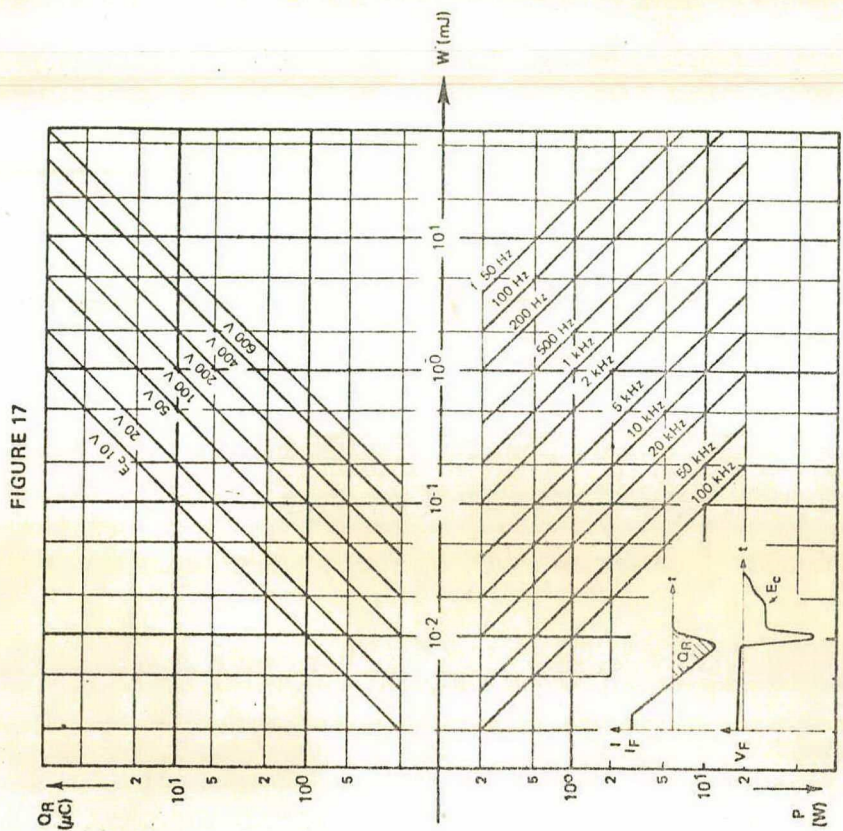 FIGURE 17
QR
(µC)
2
10¹
5
2
10⁰
5
Ec 10 V
20 V
50 V
100 V
200 V
400 V
600 V
10⁻²
10⁻¹
10⁰
10¹
W (mJ)
f 50 Hz
100 Hz
200 Hz
500 Hz
1 kHz
2 kHz
5 kHz
10 kHz
20 kHz
50 kHz
100 kHz
2
5
10⁰
2
5
10¹
2
P
(W)
I
IF
QR
t
VF
Ec
t